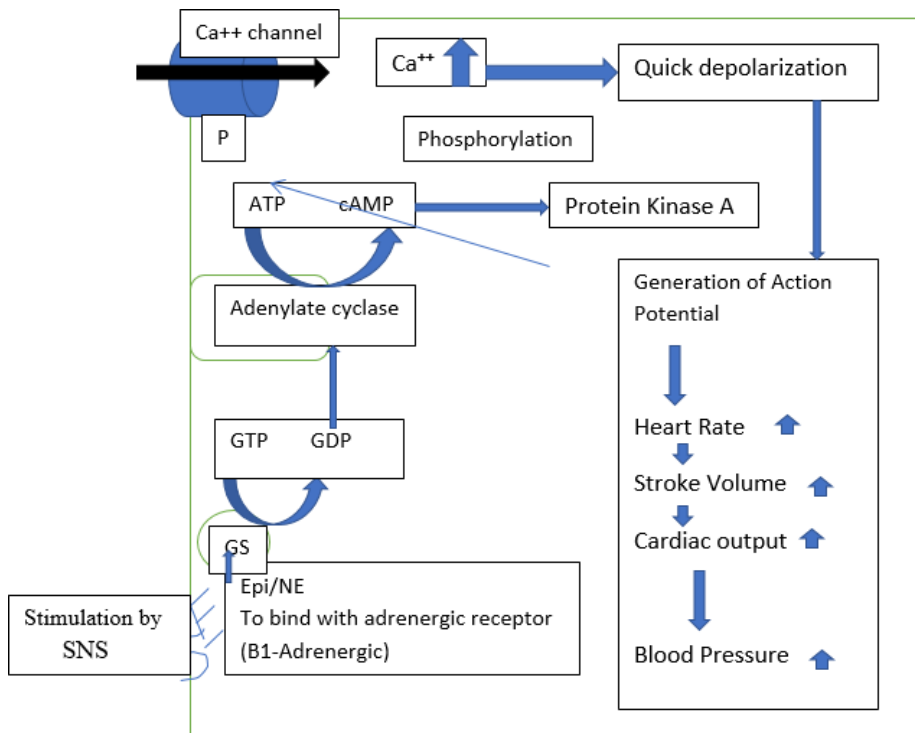 Ca++ channel
Ca++
Quick depolarization
P
Phosphorylation
ATP cAMP
Protein Kinase A
Adenylate cyclase
GTP GDP
GS
Epi/NE
To bind with adrenergic receptor
(B1-Adrenergic)
Stimulation by
SNS
Generation of Action
Potential
Heart Rate
Stroke Volume
Cardiac output
Blood Pressure